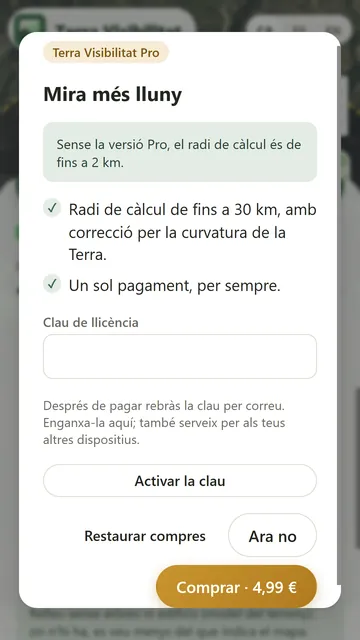 Terra Visibilitat Pro
Mira més lluny
Sense la versió Pro, el radi de càlcul és de
fins a 2 km.
Radi de càlcul de fins a 30 km, amb
correcció per la curvatura de la
Terra.
Un sol pagament, per sempre.
Clau de llicència
Després de pagar rebràs la clau per correu.
Enganxa-la aquí; també serveix per als teus
altres dispositius.
Activar la clau
Restaurar compres
Ara no
Comprar · 4,99 €